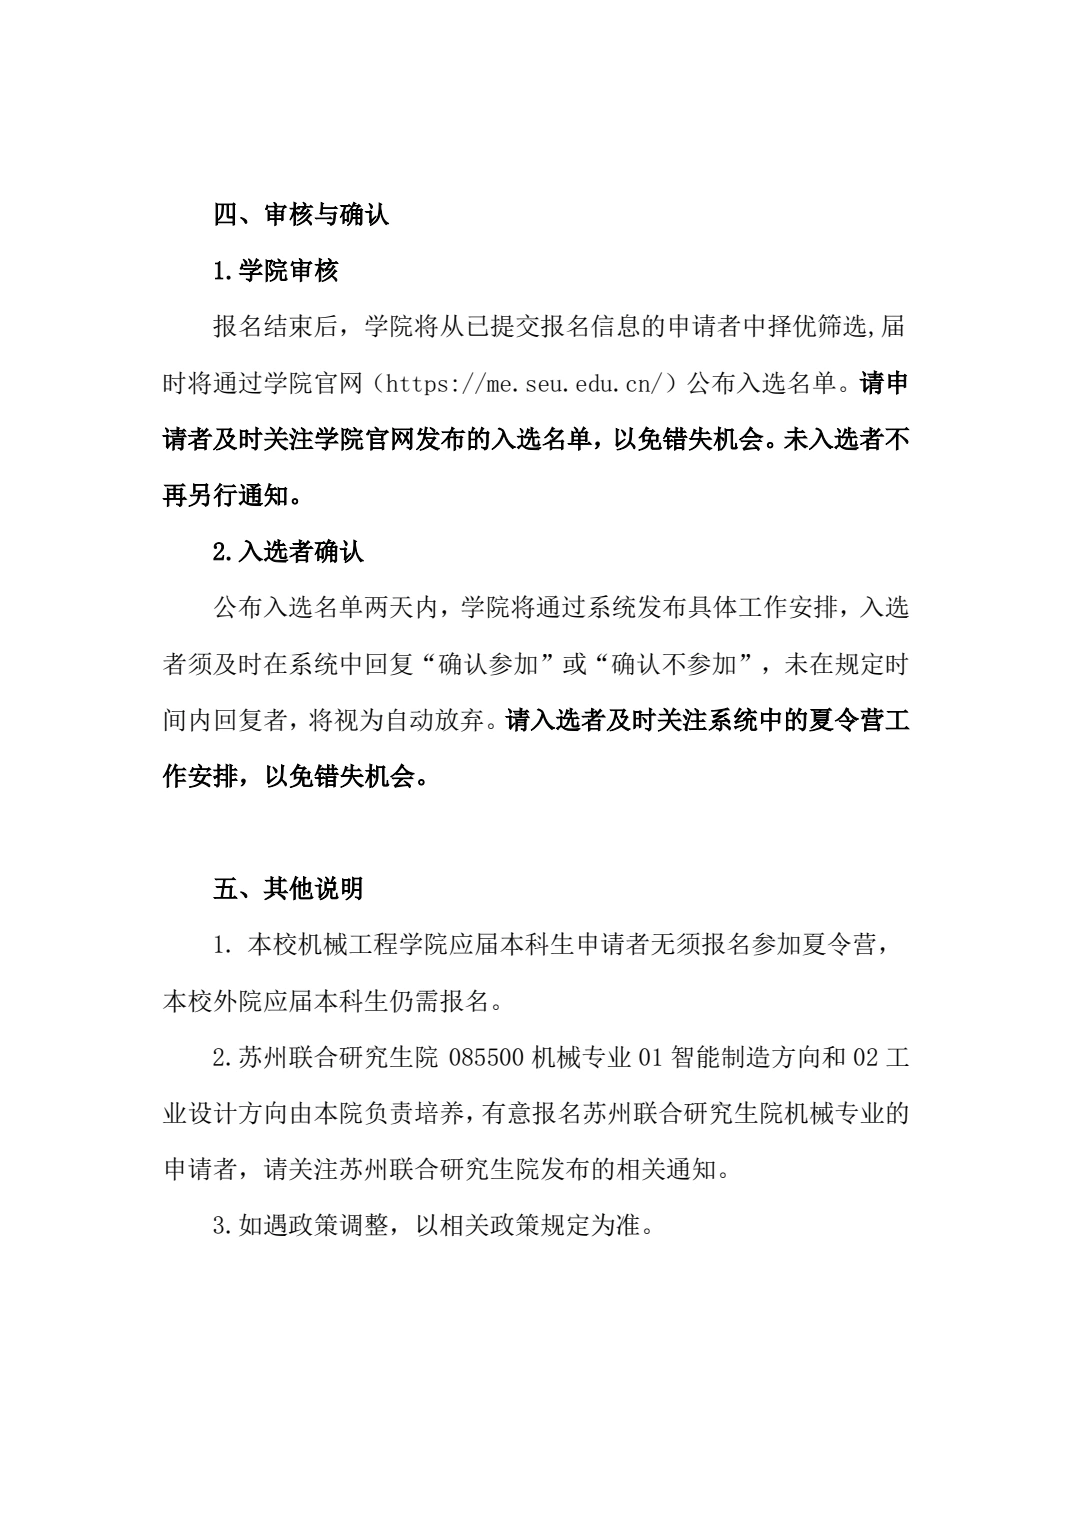 四、审核与确认
1.学院审核
报名结束后，学院将从已提交报名信息的申请者中择优筛选,届
时将通过学院官网（https://me.seu.edu.cn/）公布入选名单。请申
请者及时关注学院官网发布的入选名单，以免错失机会。未入选者不
再另行通知。
2.入选者确认
公布入选名单两天内，学院将通过系统发布具体工作安排，入选
者须及时在系统中回复“确认参加”或“确认不参加”，未在规定时
间内回复者，将视为自动放弃。请入选者及时关注系统中的夏令营工
作安排，以免错失机会。
五、其他说明
1. 本校机械工程学院应届本科生申请者无须报名参加夏令营，
本校外院应届本科生仍需报名。
2.苏州联合研究生院 085500 机械专业 01 智能制造方向和 02 工
业设计方向由本院负责培养，有意报名苏州联合研究生院机械专业的
申请者，请关注苏州联合研究生院发布的相关通知。
3.如遇政策调整，以相关政策规定为准。